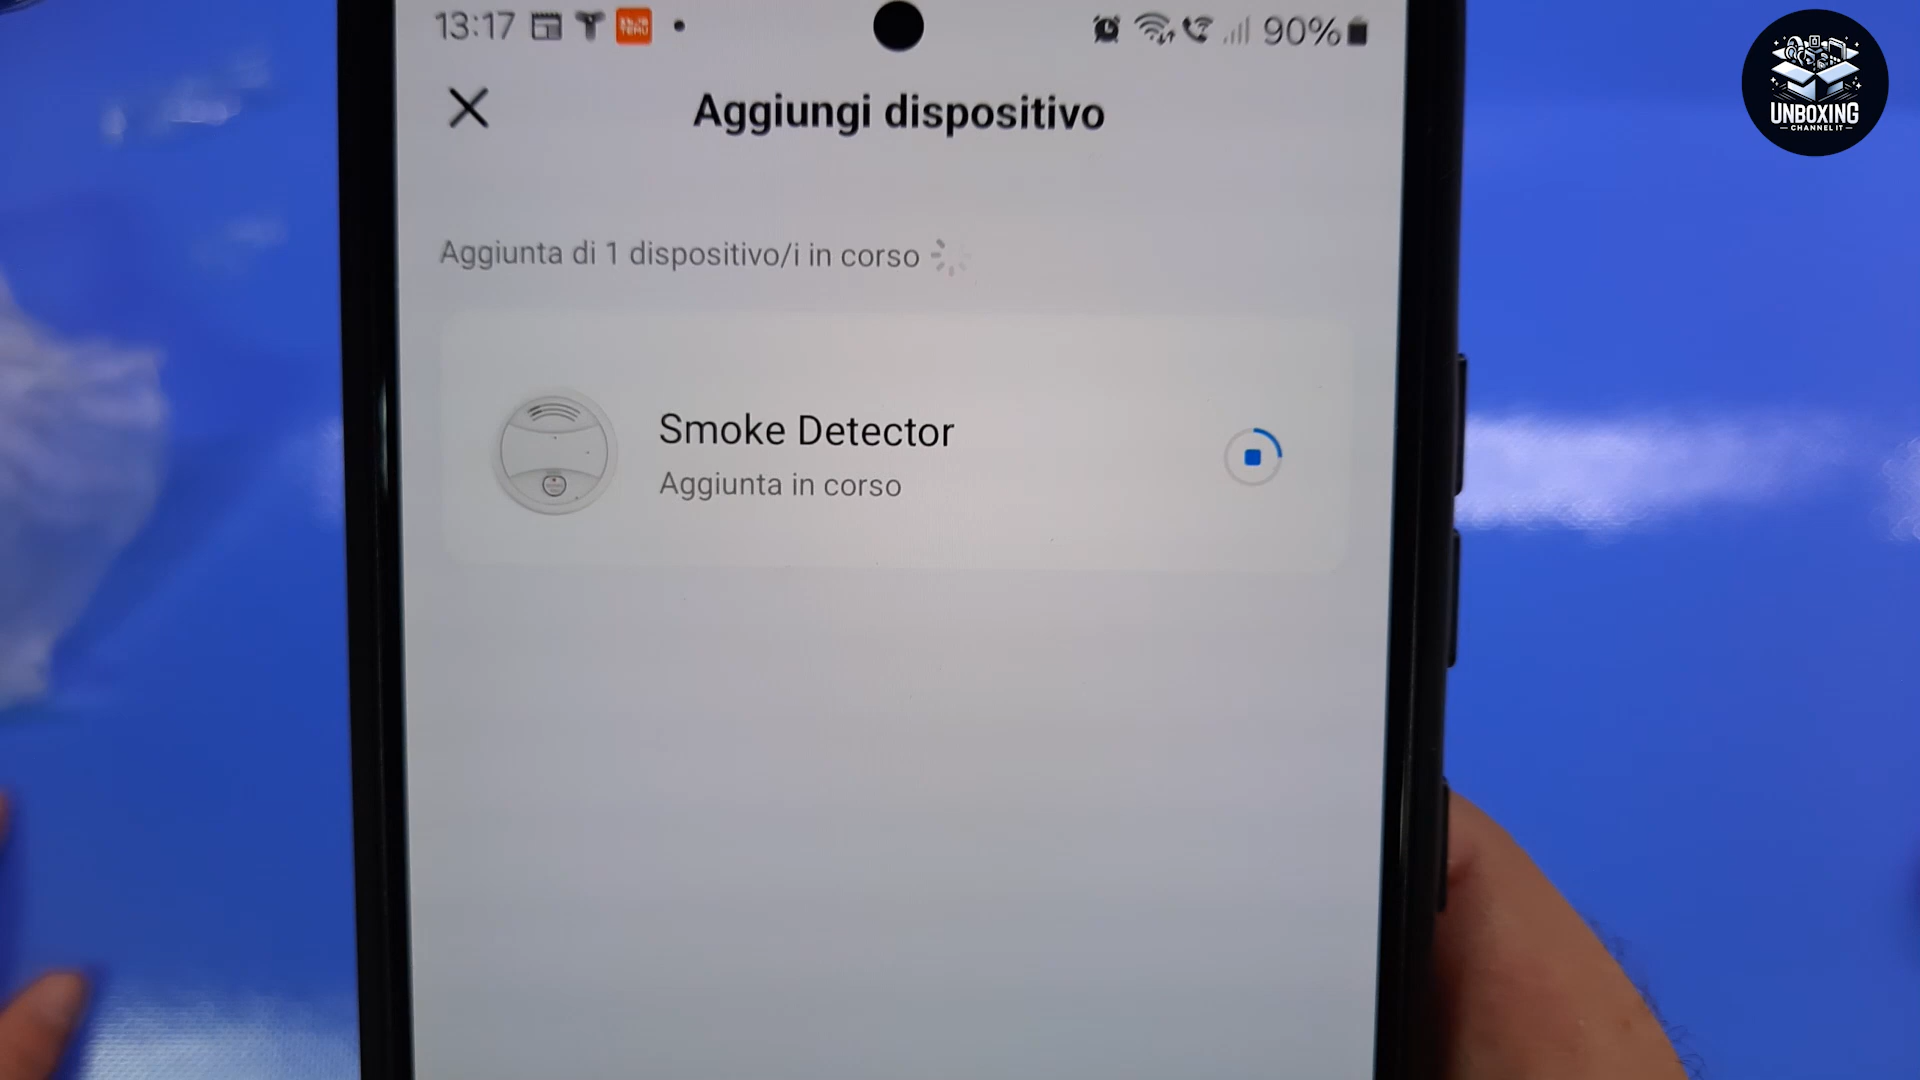 13:17
90%
Aggiungi dispositivo
Aggiunta di 1 dispositivo/i in corso
Smoke Detector
Aggiunta in corso
UNBOXING
CHANNEL IT